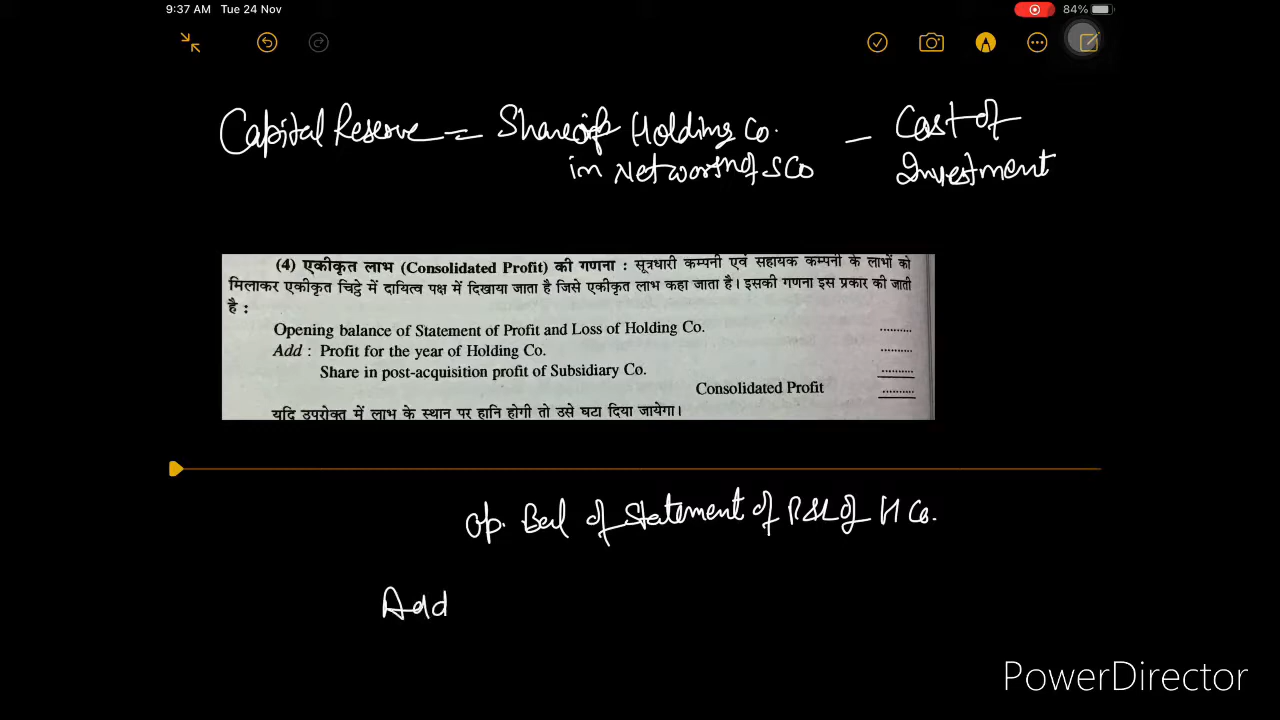 9:37 AM Tue 24 Nov
84%
Capital Reserve = Share of Holding Co. - Cost of
in Networth of S Co Investment
(4) एकीकृत लाभ (Consolidated Profit) की गणना : सूत्रधारी कम्पनी एवं सहायक कम्पनी के लाभों को
मिलाकर एकीकृत चिट्ठे में दायित्व पक्ष में दिखाया जाता है जिसे एकीकृत लाभ कहा जाता है। इसकी गणना इस प्रकार की जाती
है :
Opening balance of Statement of Profit and Loss of Holding Co. ..........
Add : Profit for the year of Holding Co. ..........
Share in post-acquisition profit of Subsidiary Co. ..........
Consolidated Profit ..........
यदि उपरोक्त में लाभ के स्थान पर हानि होगी तो उसे घटा दिया जायेगा।
Op. Bal of Statement of P&L of H Co.
Add
PowerDirector